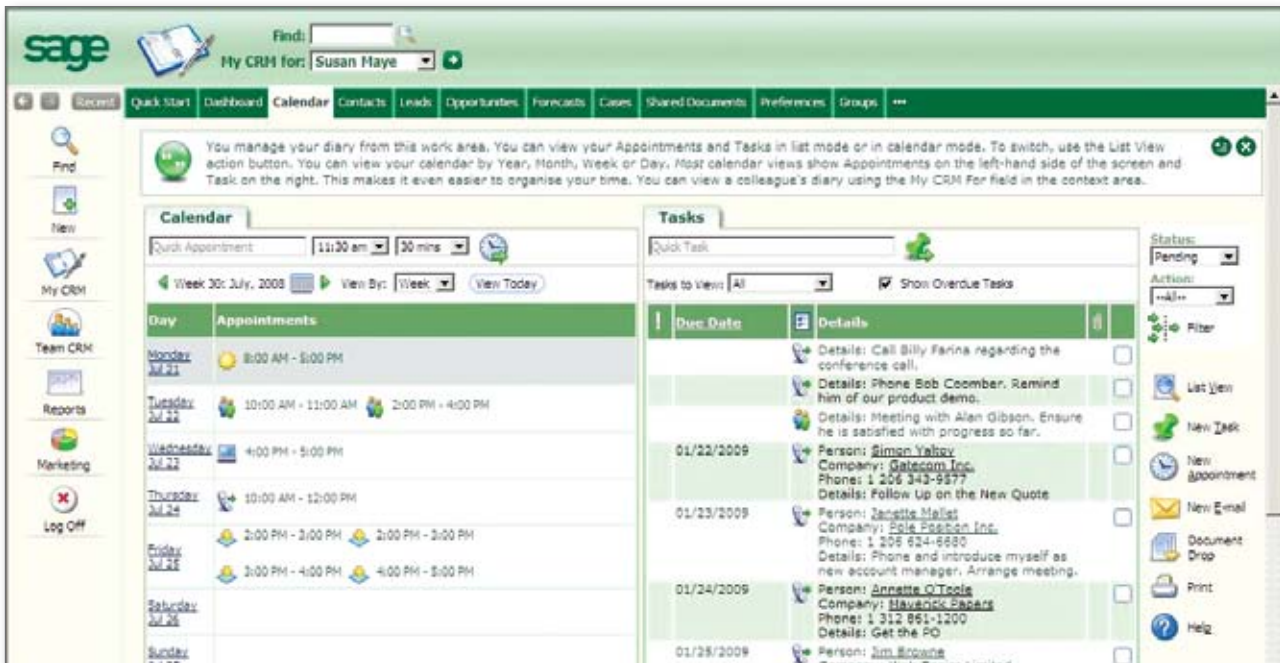 sage
Find:
My CRM for: Susan Maye
Recent
Quick Start Dashboard Calendar Contacts Leads Opportunities Forecasts Cases Shared Documents Preferences Groups •••
Find
New
My CRM
Team CRM
Reports
Marketing
Log Off
You manage your diary from this work area. You can view your Appointments and Tasks in list mode or in calendar mode. To switch, use the List View
action button. You can view your calendar by Year, Month, Week or Day. Most calendar views show Appointments on the left-hand side of the screen and
Task on the right. This makes it even easier to organise your time. You can view a colleague's diary using the My CRM For field in the context area.
Calendar
Quick Appointment 11:30 am 30 mins
Week 30: July, 2008 View By: Week View Today
Day Appointments
Monday
Jul 21
8:00 AM - 5:00 PM
Tuesday
Jul 22
10:00 AM - 11:00 AM 2:00 PM - 4:00 PM
Wednesday
Jul 23
4:00 PM - 5:00 PM
Thursday
Jul 24
10:00 AM - 12:00 PM
Friday
Jul 25
2:00 PM - 3:00 PM 2:00 PM - 3:00 PM
3:00 PM - 4:00 PM 4:00 PM - 5:00 PM
Saturday
Jul 26
Sunday
Tasks
Quick Task
Tasks to View: All Show Overdue Tasks
! Due Date Details
Details: Call Billy Farina regarding the
conference call.
Details: Phone Bob Coomber. Remind
him of our product demo.
Details: Meeting with Alan Gibson. Ensure
he is satisfied with progress so far.
01/22/2009 Person: Simon Yaltoy
Company: Gatecom Inc.
Phone: 1 206 343-9577
Details: Follow Up on the New Quote
01/23/2009 Person: Janette Mallet
Company: Pole Position Inc.
Phone: 1 206 624-6680
Details: Phone and introduce myself as
new account manager. Arrange meeting.
01/24/2009 Person: Annette O'Toole
Company: Maverick Papers
Phone: 1 312 861-1200
Details: Get the PO
01/25/2009 Person: Jim Browne
Status:
Pending
Action:
--All--
Filter
List View
New Task
New
Appointment
New E-mail
Document
Drop
Print
Help